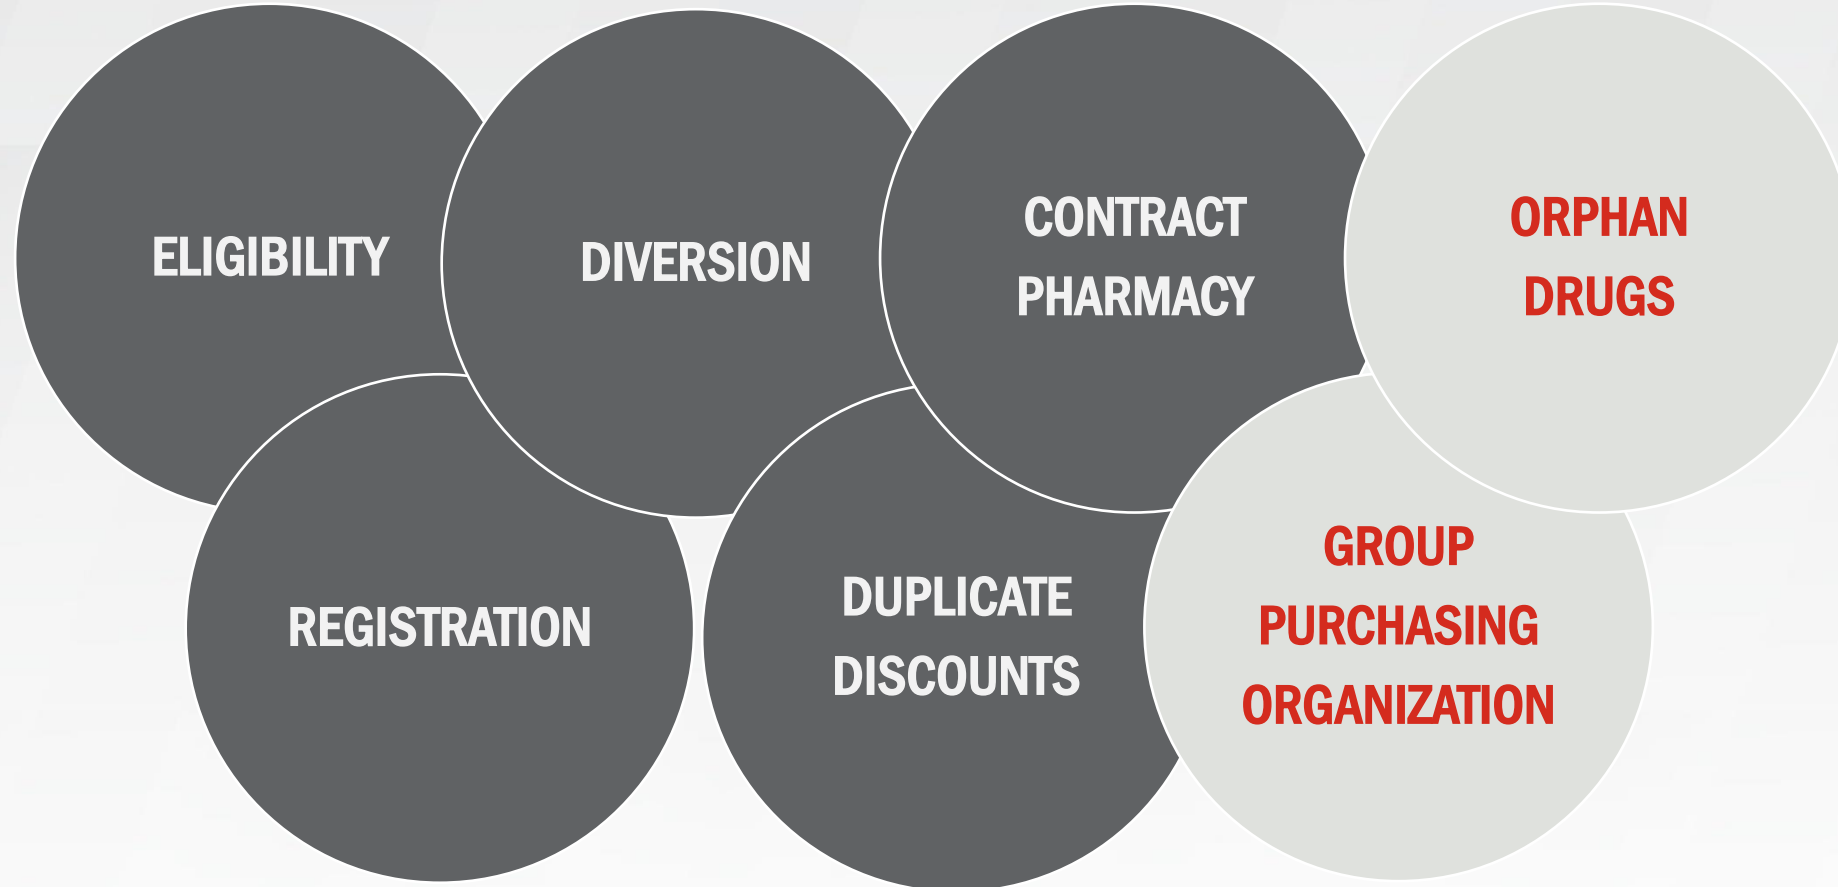 ELIGIBILITY
DIVERSION
CONTRACT
PHARMACY
ORPHAN
DRUGS
REGISTRATION
DUPLICATE
DISCOUNTS
GROUP
PURCHASING
ORGANIZATION